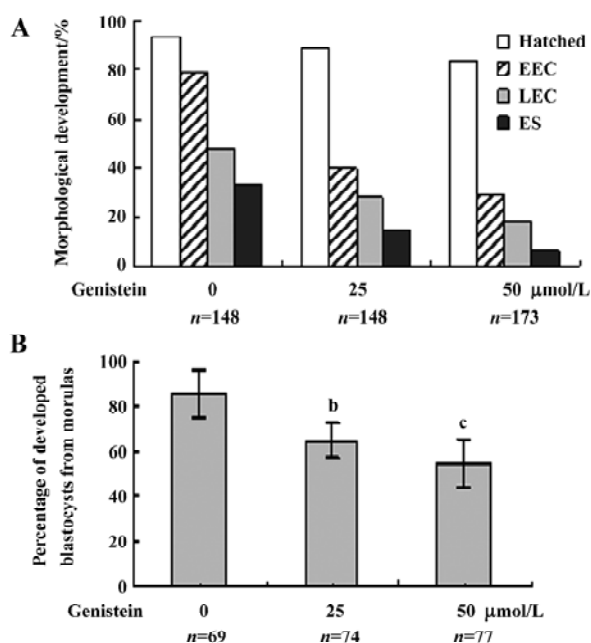 A
Morphological development/%
100
80
60
40
20
0
Hatched
EEC
LEC
ES
Genistein 0 25 50 μmol/L
n=148 n=148 n=173
B
Percentage of developed
blastocysts from morulas
100
80
60
40
20
0
b
c
Genistein 0 25 50 μmol/L
n=69 n=74 n=77